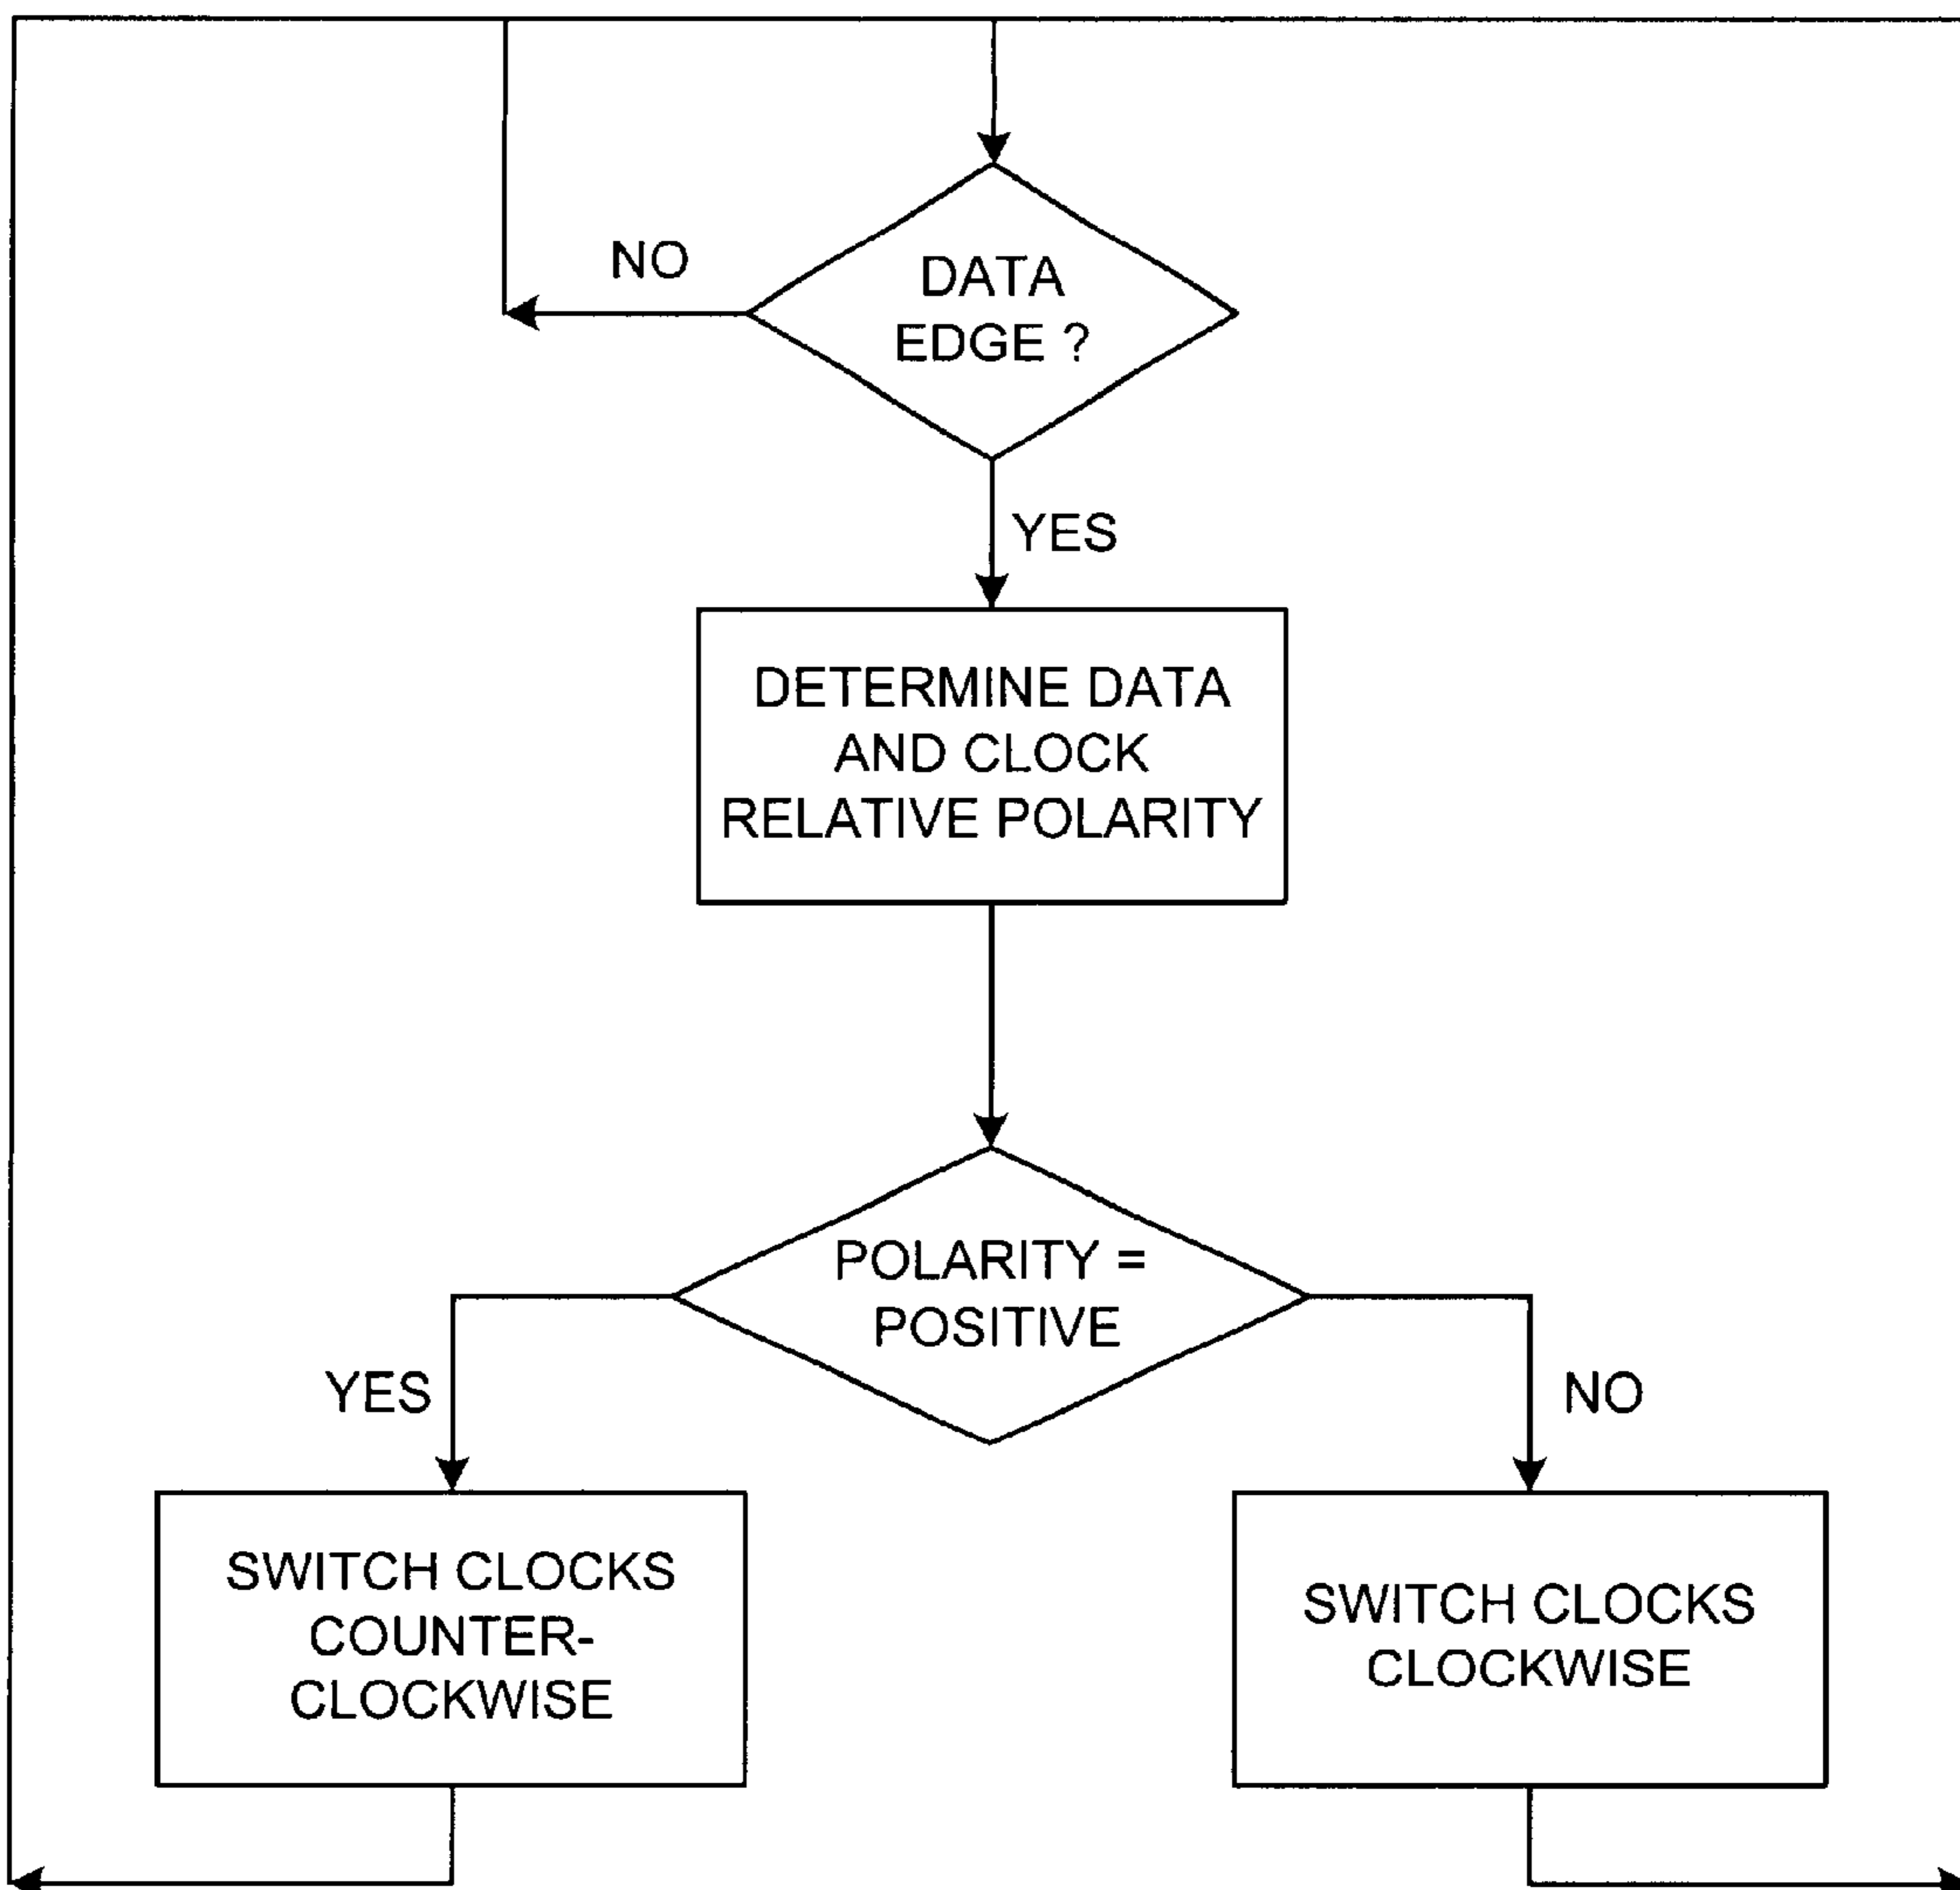 NO
DATA
EDGE ?
YES
DETERMINE DATA
AND CLOCK
RELATIVE POLARITY
POLARITY =
POSITIVE
YES
NO
SWITCH CLOCKS
COUNTER-
CLOCKWISE
SWITCH CLOCKS
CLOCKWISE